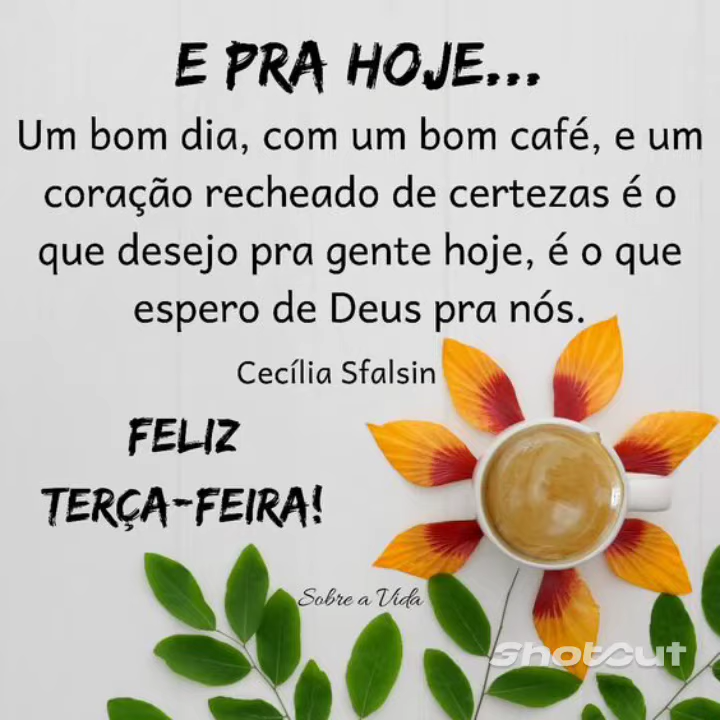 E PRA HOJE...
Um bom dia, com um bom café, e um
coração recheado de certezas é o
que desejo pra gente hoje, é o que
espero de Deus pra nós.
Cecília Sfalsin
FELIZ
TERÇA-FEIRA!
Sobre a Vida
ShotCut